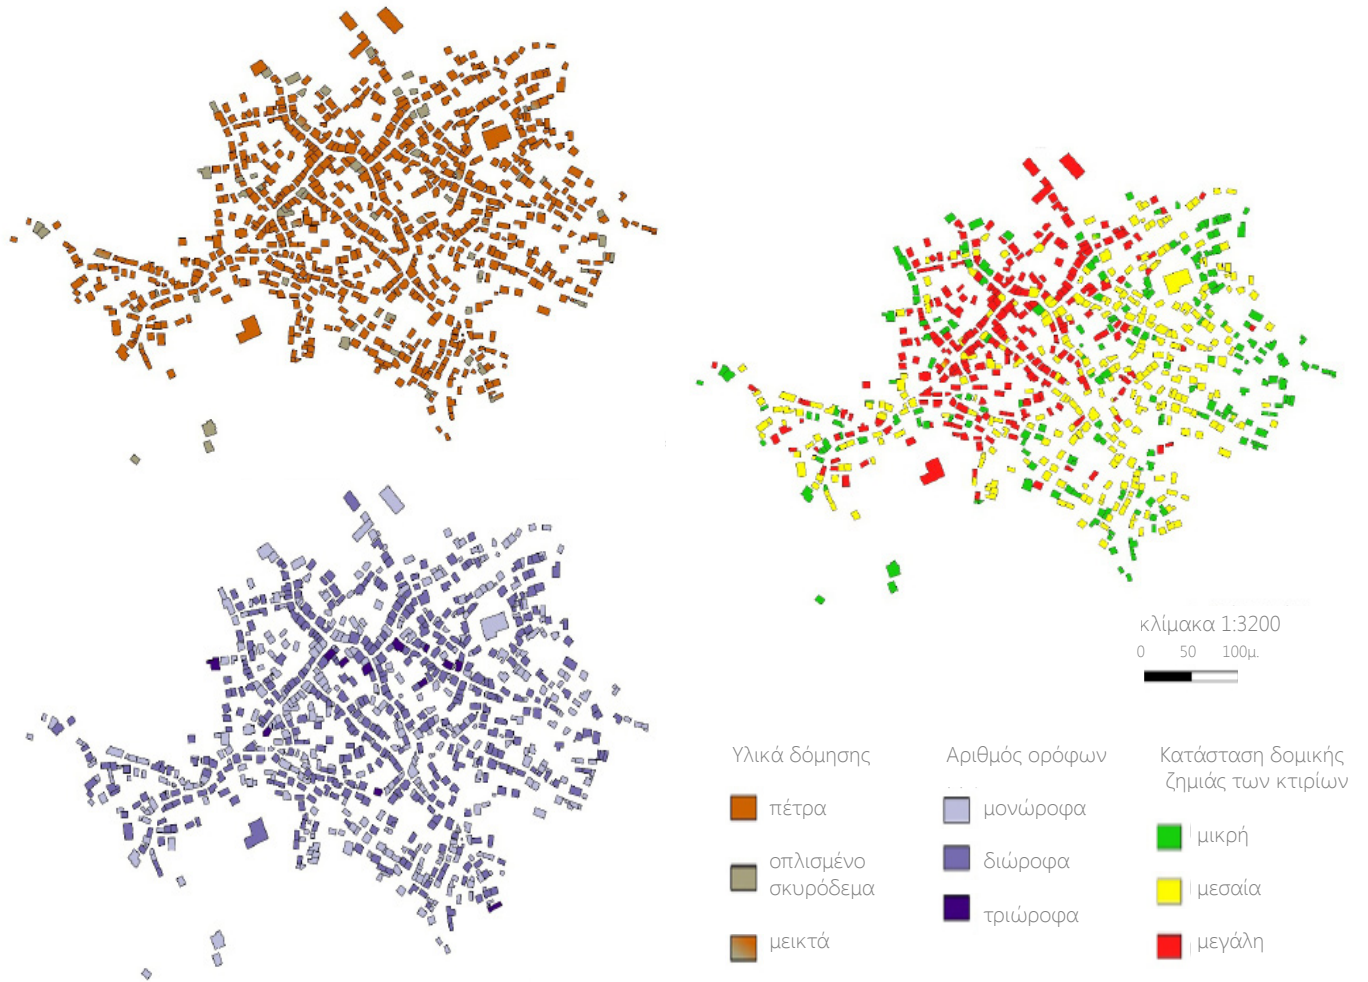 κλίμακα 1:3200
0 50 100μ.
Υλικά δόμησης
πέτρα
οπλισμένο
σκυρόδεμα
μεικτά
Αριθμός ορόφων
μονώροφα
διώροφα
τριώροφα
Κατάσταση δομικής
ζημιάς των κτιρίων
μικρή
μεσαία
μεγάλη